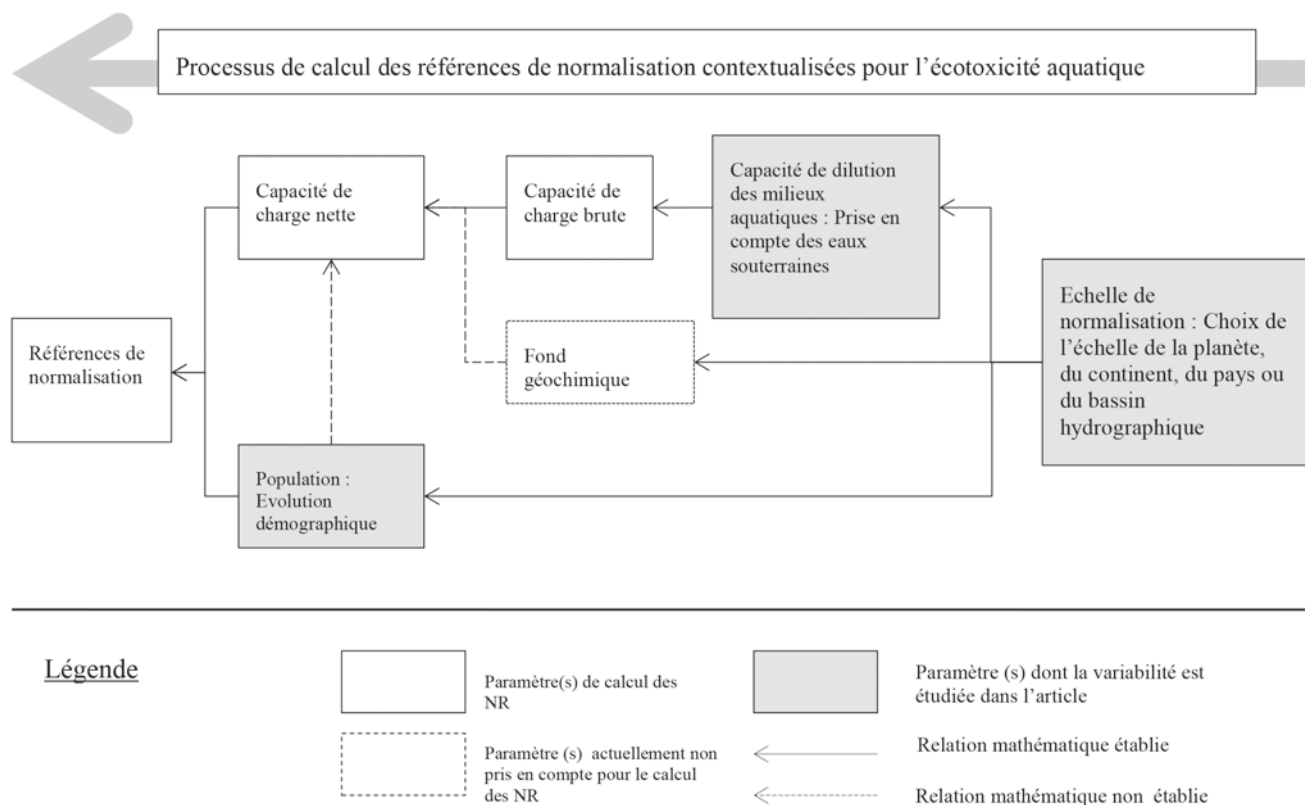 Processus de calcul des références de normalisation contextualisées pour l’écotoxicité aquatique
Capacité de
charge nette
Capacité de
charge brute
Capacité de dilution
des milieux
aquatiques : Prise en
compte des eaux
souterraines
Echelle de
normalisation : Choix de
l’échelle de la planète,
du continent, du pays ou
du bassin
hydrographique
Références de
normalisation
Fond
géochimique
Population :
Evolution
démographique
Légende
Paramètre(s) de calcul des
NR
Paramètre (s) dont la variabilité est
étudiée dans l’article
Paramètre (s) actuellement non
pris en compte pour le calcul
des NR
Relation mathématique établie
Relation mathématique non établie